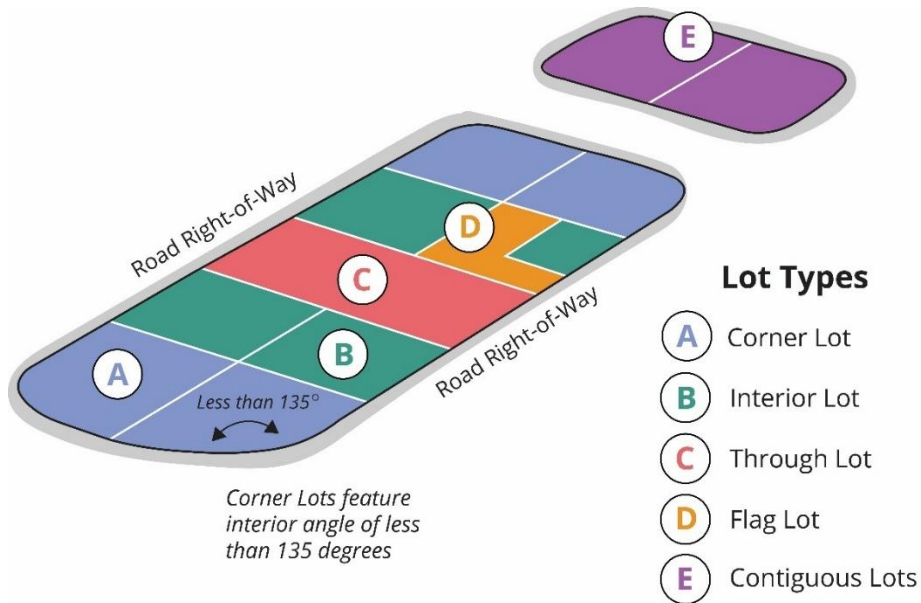 E
Road Right-of-Way
D
C
Road Right-of-Way
B
A
Less than 135°
Corner Lots feature
interior angle of less
than 135 degrees
Lot Types
A Corner Lot
B Interior Lot
C Through Lot
D Flag Lot
E Contiguous Lots